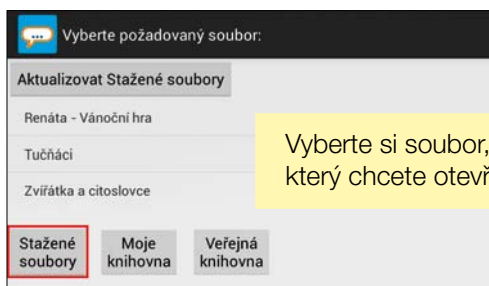 Vyberte požadovaný soubor:
Aktualizovat Stažené soubory
Renáta - Vánoční hra
Tučňáci
Zvířátka a citoslovce
Vyberte si soubor,
který chcete
Stažené soubory
Moje knihovna
Veřejná knihovna